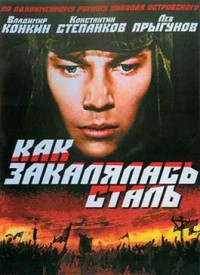 ПО ОДНОИМЕННОМУ РОМАНУ НИКОЛАЯ ОСТРОВСКОГО
ВЛАДИМИР КОНКИН
КОНСТАНТИН СТЕПАНКОВ
ЛЕВ ПРЫГУНОВ
КАК
ЗАКАЛЯЛАСЬ
СТАЛЬ